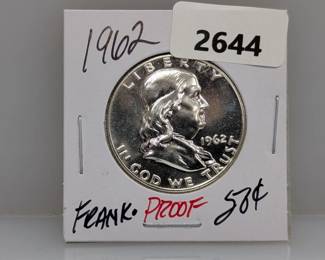 1962
2644
LIBERTY
1962
IN GOD WE TRUST
FRANK. PROOF 50¢